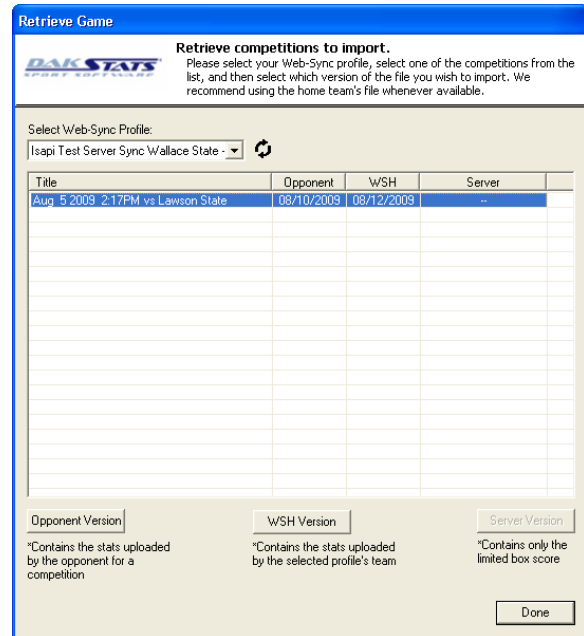 Retrieve Game
DAKSTATS
SPORT SOFTWARE
Retrieve competitions to import.
Please select your Web-Sync profile, select one of the competitions from the
list, and then select which version of the file you wish to import. We
recommend using the home team's file whenever available.
Select Web-Sync Profile:
Isapi Test Server Sync Wallace State -
Title Opponent WSH Server
Aug 5 2009 2:17PM vs Lawson State 08/10/2009 08/12/2009 --
Opponent Version WSH Version Server Version
*Contains the stats uploaded
by the opponent for a
competition
*Contains the stats uploaded
by the selected profile's team
*Contains only the
limited box score
Done